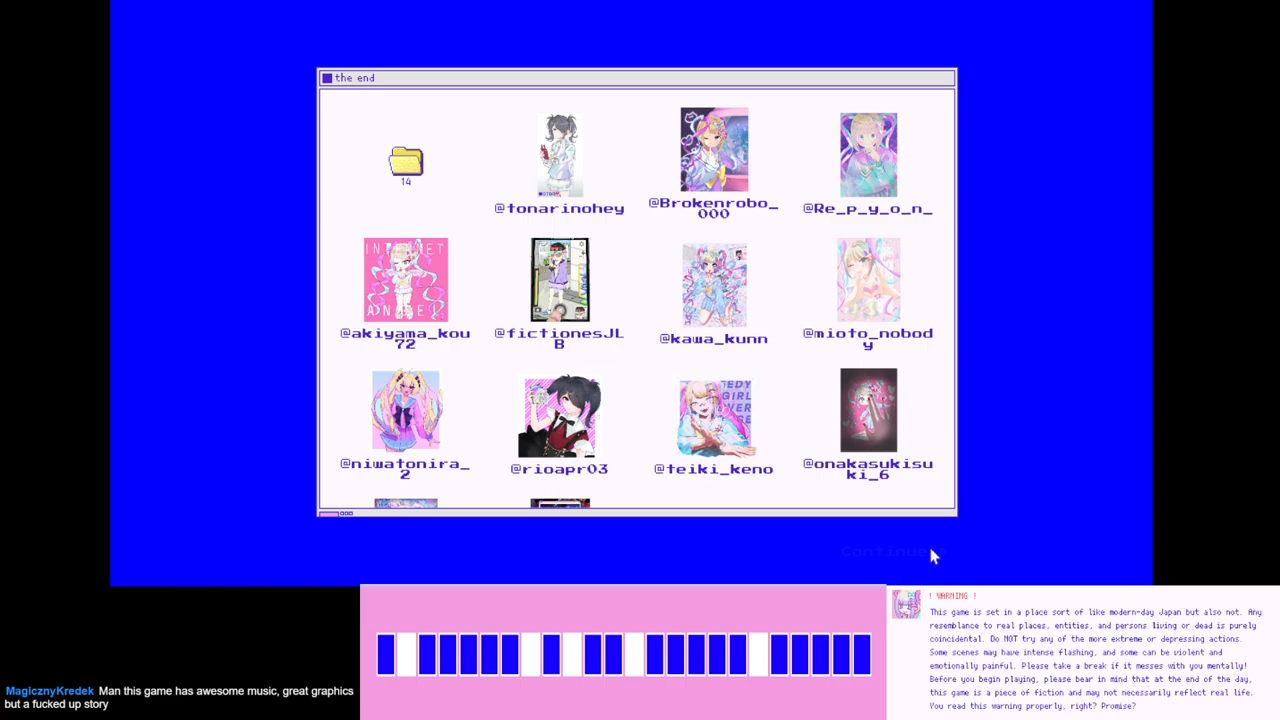 the end
14
@tonarinohey
@Brokenrobo_
000
@Re_p_y_o_n_
INTERNET
ANGEL
@akiyama_kou
72
@fictionesJL
B
@kawa_kunn
@mioto_nobod
y
@niwatonira_
2
@rioapr03
EDY
GIRL
VER
@teiki_keno
@onakasukisu
ki_6
Continue
! WARNING !
This game is set in a place sort of like modern-day Japan but also not. Any
resemblance to real places, entities, and persons living or dead is purely
coincidental. Do NOT try any of the more extreme or depressing actions.
Some scenes may have intense flashing, and some can be violent and
emotionally painful. Please take a break if it messes with you mentally!
Before you begin playing, please bear in mind that at the end of the day,
this game is a piece of fiction and may not necessarily reflect real life.
You read this warning properly, right? Promise?
MagicznyKredek Man this game has awesome music, great graphics
but a fucked up story